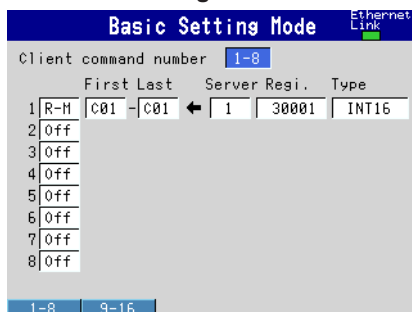 Basic Setting Mode
Ethernet
Link
Client command number 1-8
First Last Server Regi. Type
1 R-M C01 - C01 ← 1 30001 INT16
2 Off
3 Off
4 Off
5 Off
6 Off
7 Off
8 Off
1-8 9-16